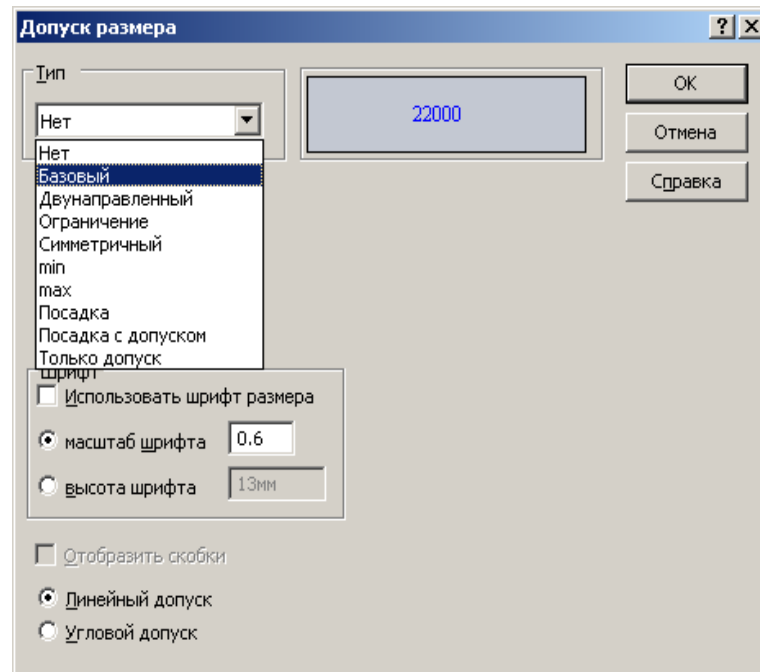 Допуск размера
Тип
Нет
22000
OK
Отмена
Справка
Нет
Базовый
Двунаправленный
Ограничение
Симметричный
min
max
Посадка
Посадка с допуском
Только допуск
Шрифт
Использовать шрифт размера
масштаб шрифта 0.6
высота шрифта 13мм
Отобразить скобки
Линейный допуск
Угловой допуск